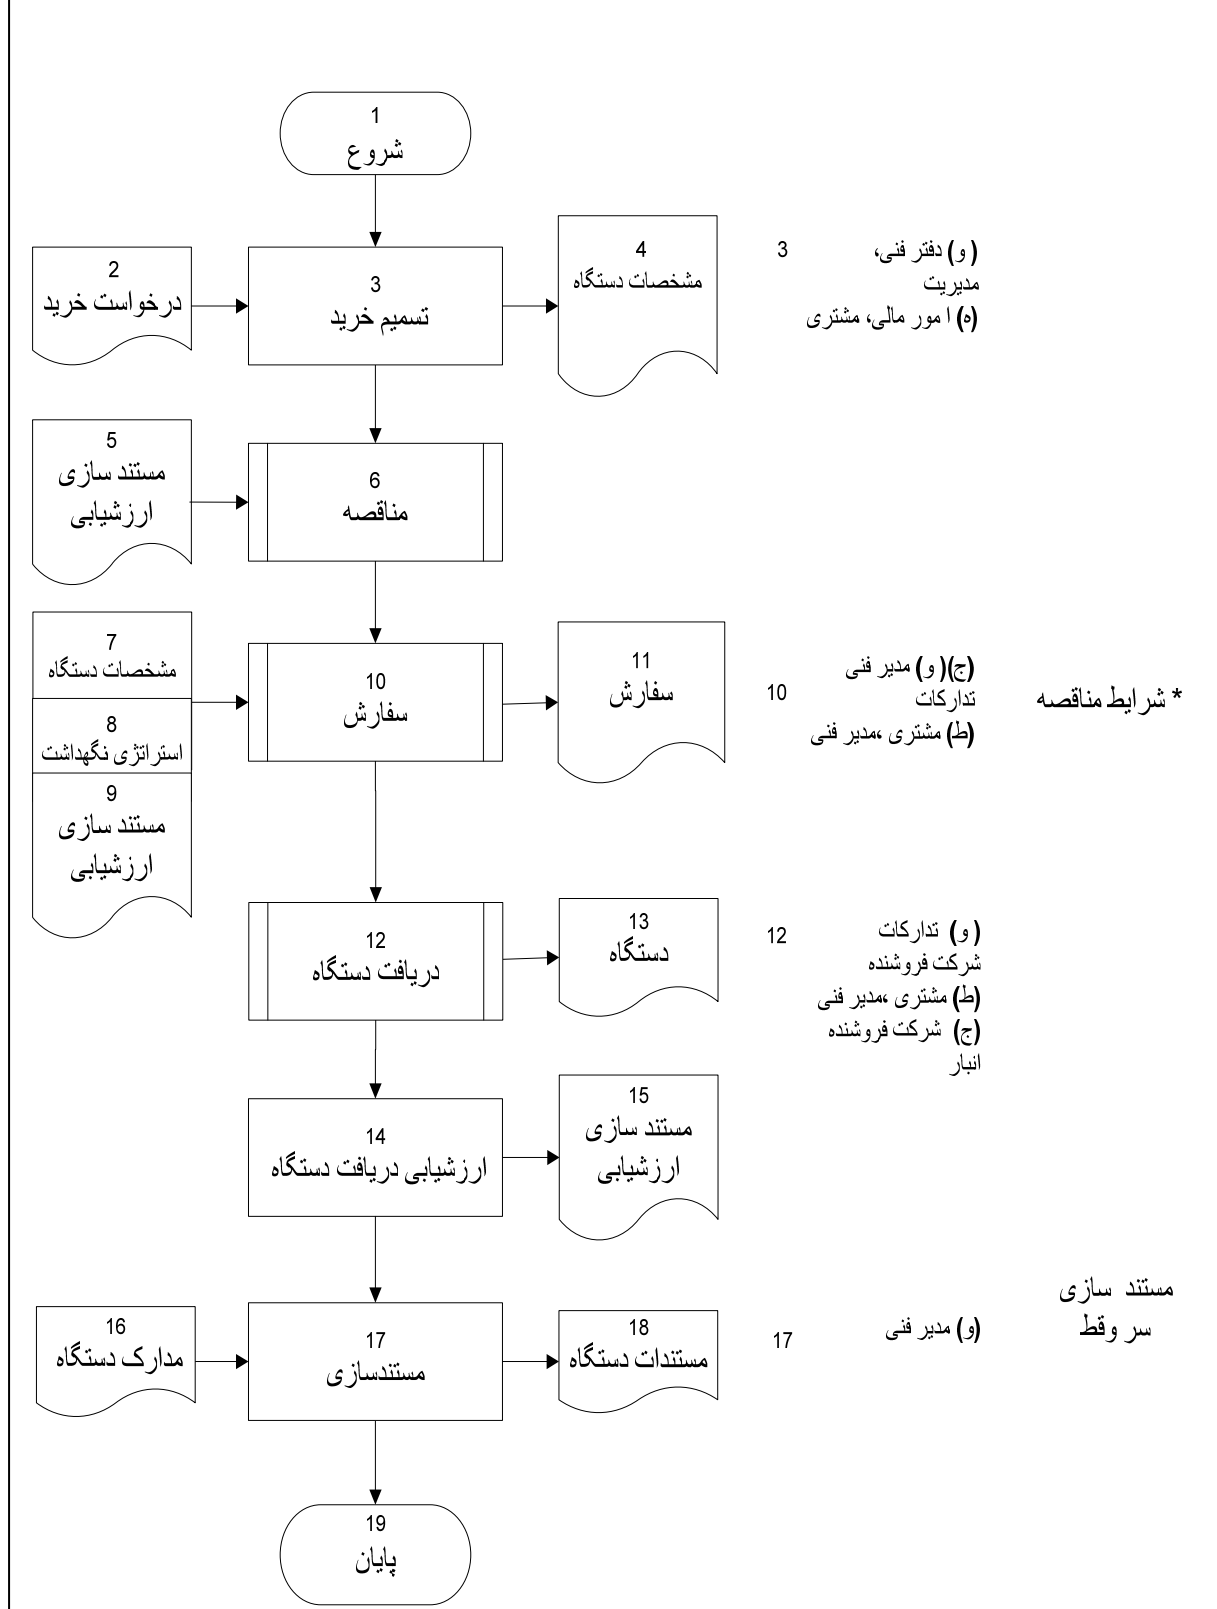 1
شروع
2
درخواست خرید
3
تسمیم خرید
4
مشخصات دستگاه
3
( و) دفتر فنی،
مدیریت
(ه) ا مور مالی، مشتری
5
مستند سازی
ارزشیابی
6
مناقصه
7
مشخصات دستگاه
8
استراتژی نگهداشت
9
مستند سازی
ارزشیابی
10
سفارش
11
سفارش
10
(ج)( و) مدیر فنی
تدارکات
(ط) مشتری ،مدیر فنی
* شرایط مناقصه
12
دریافت دستگاه
13
دستگاه
12
( و) تدارکات
شرکت فروشنده
(ط) مشتری ،مدیر فنی
(ج) شرکت فروشنده
انبار
14
ارزشیابی دریافت دستگاه
15
مستند سازی
ارزشیابی
16
مدارک دستگاه
17
مستندسازی
18
مستندات دستگاه
17
(و) مدیر فنی
مستند سازی
سر وقط
19
پایان